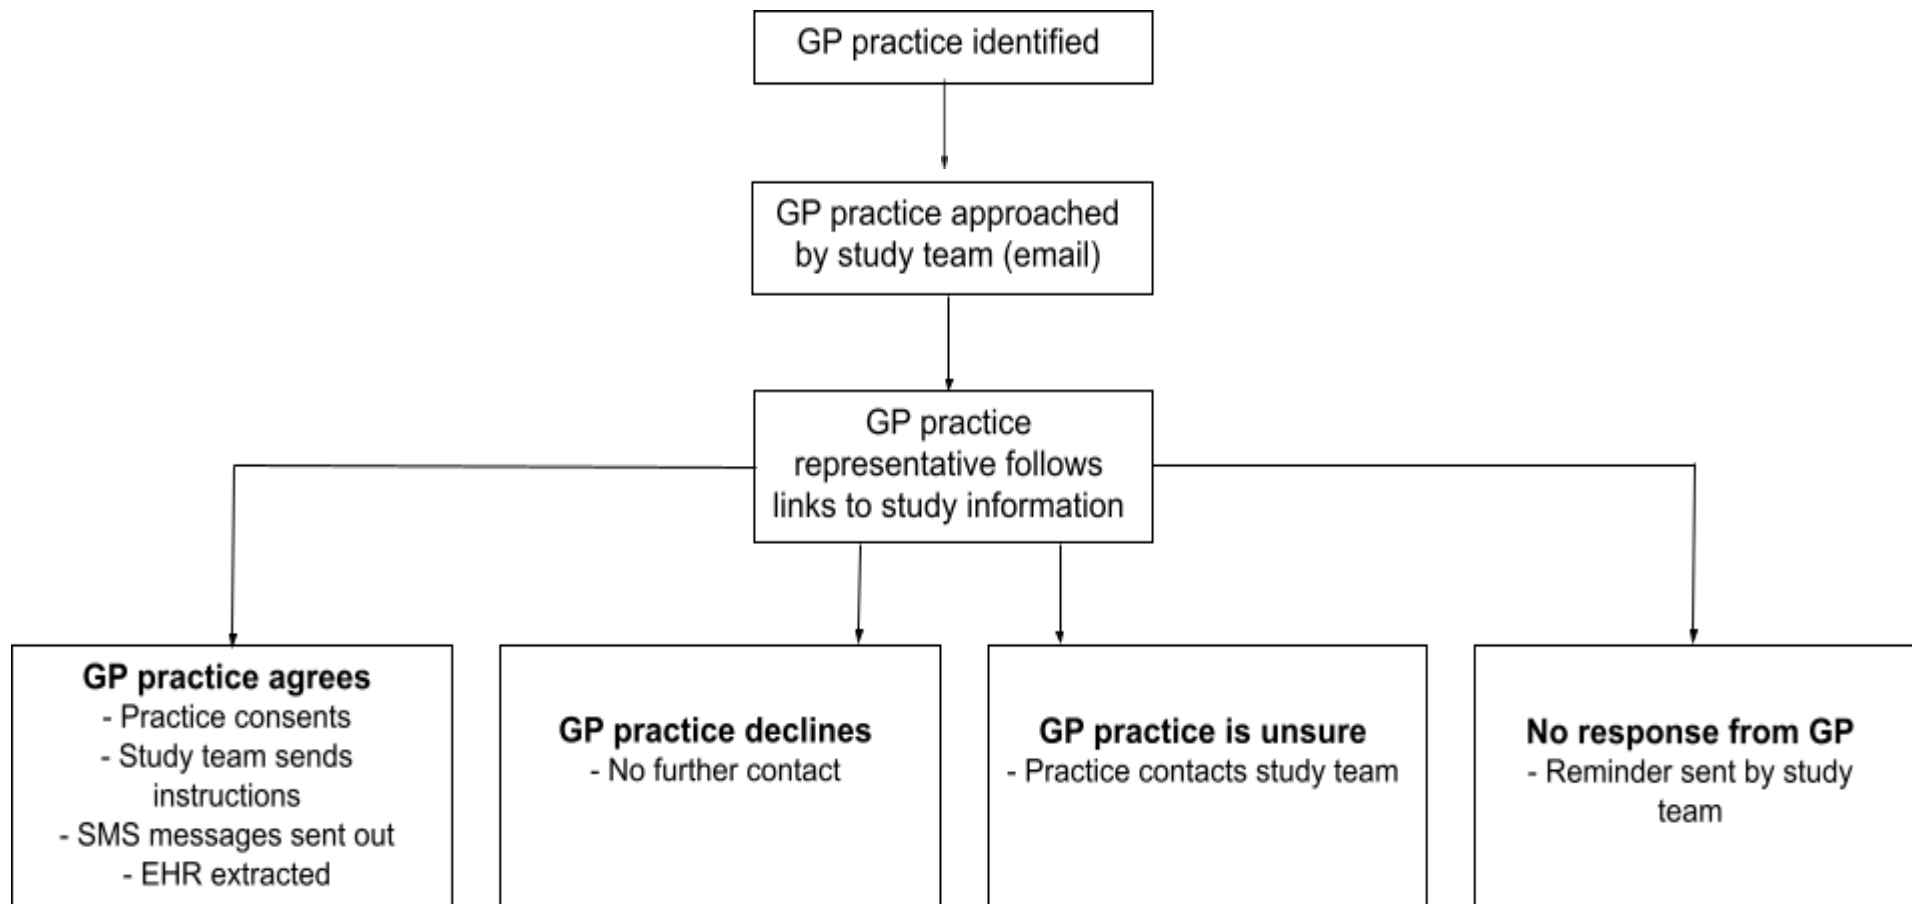 GP practice identified
GP practice approached
by study team (email)
GP practice
representative follows
links to study information
GP practice agrees
- Practice consents
- Study team sends
instructions
- SMS messages sent out
- EHR extracted
GP practice declines
- No further contact
GP practice is unsure
- Practice contacts study team
No response from GP
- Reminder sent by study
team